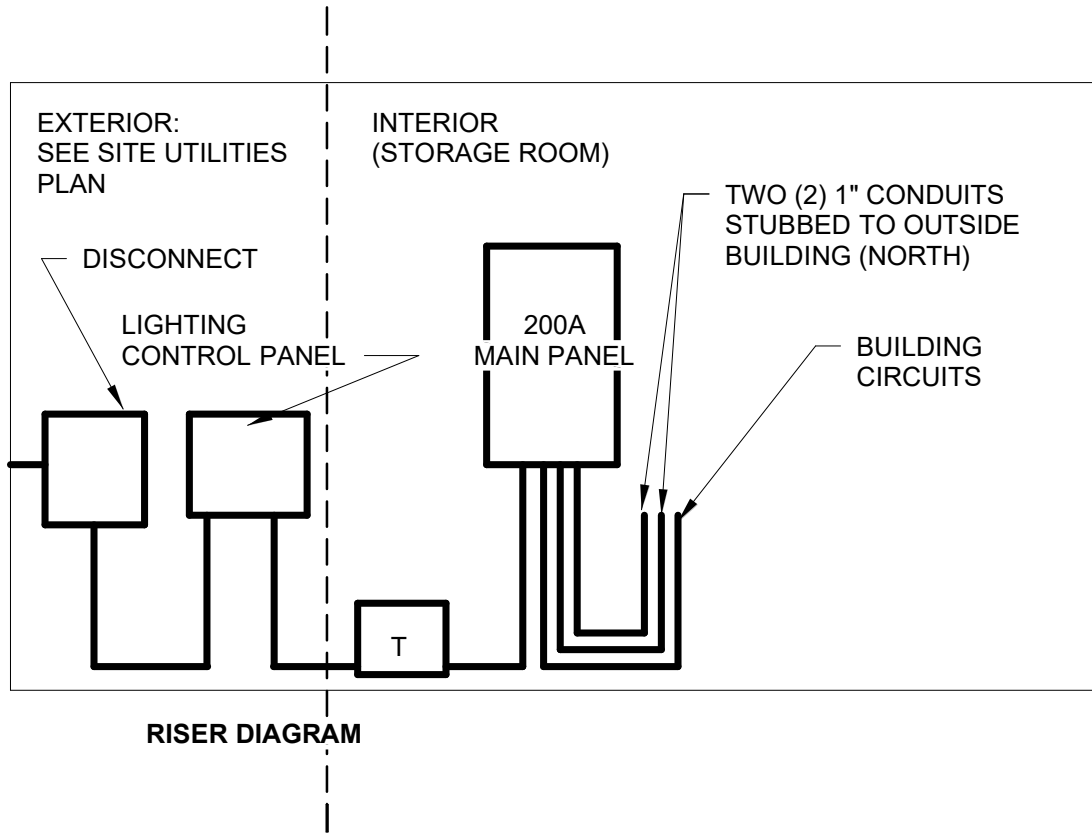 EXTERIOR:
SEE SITE UTILITIES
PLAN
INTERIOR
(STORAGE ROOM)
TWO (2) 1" CONDUITS
STUBBED TO OUTSIDE
BUILDING (NORTH)
DISCONNECT
LIGHTING
CONTROL PANEL
200A
MAIN PANEL
BUILDING
CIRCUITS
T
RISER DIAGRAM